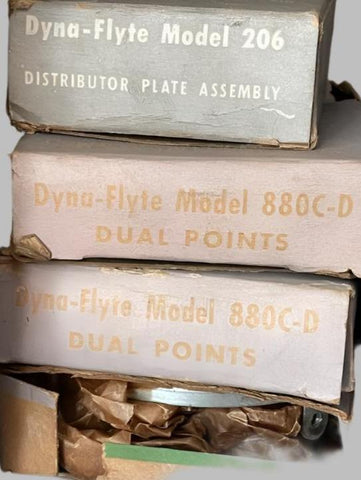 Dyna-Flyte Model 206
DISTRIBUTOR PLATE ASSEMBLY
Dyna-Flyte Model 880C-D
DUAL POINTS
Dyna-Flyte Model 880C-D
DUAL POINTS